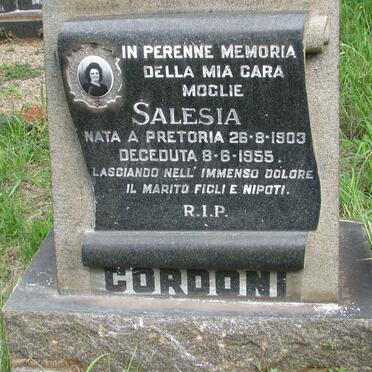 IN PERENNE MEMORIA
DELLA MIA CARA
MOGLIE
SALESIA
NATA A PRETORIA 26-8-1903
DECEDUTA 8-6-1955.
LASCIANDO NELL' IMMENSO DOLORE
IL MARITO FIGLI E NIPOTI.
R.I.P.
GORDONI